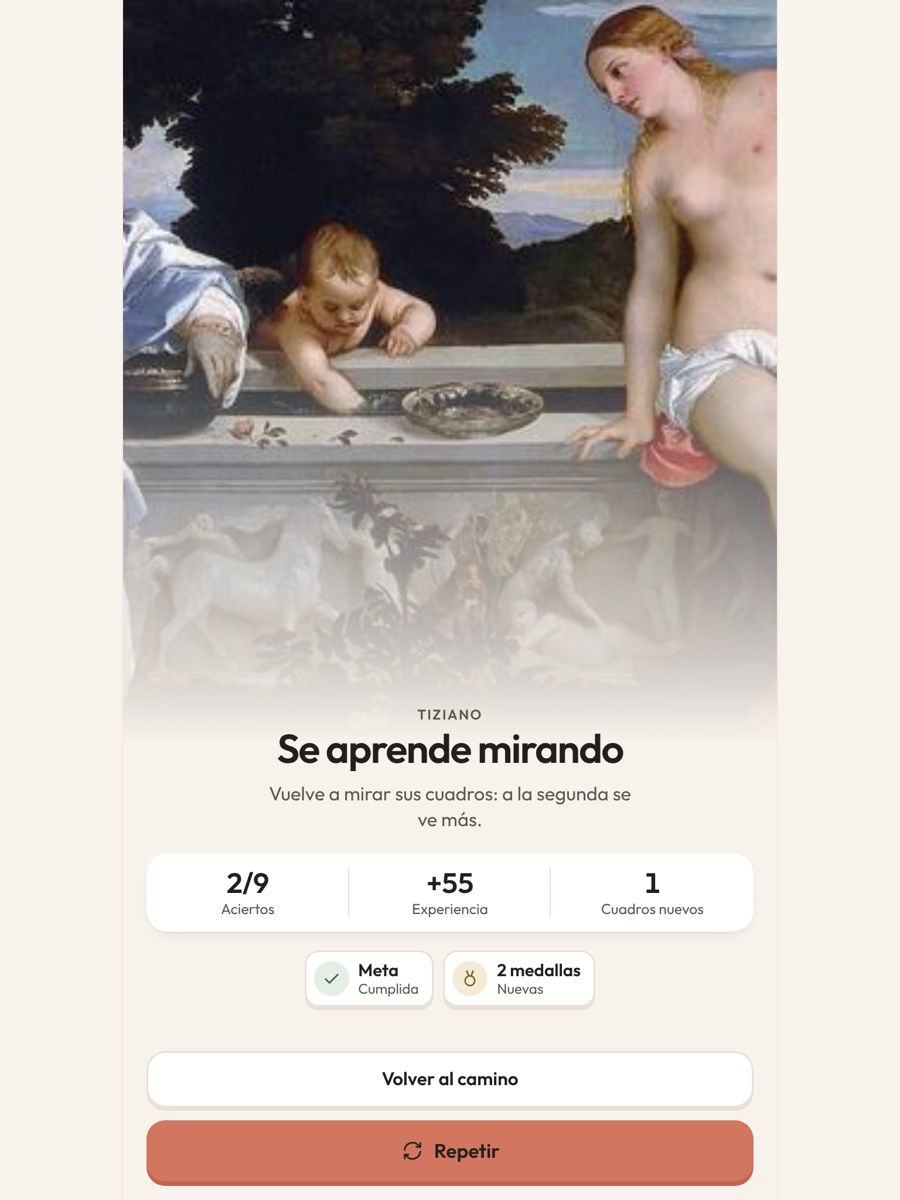 TIZIANO
Se aprende mirando
Vuelve a mirar sus cuadros: a la segunda se
ve más.
2/9
Aciertos
+55
Experiencia
1
Cuadros nuevos
Meta
Cumplida
2 medallas
Nuevas
Volver al camino
Repetir